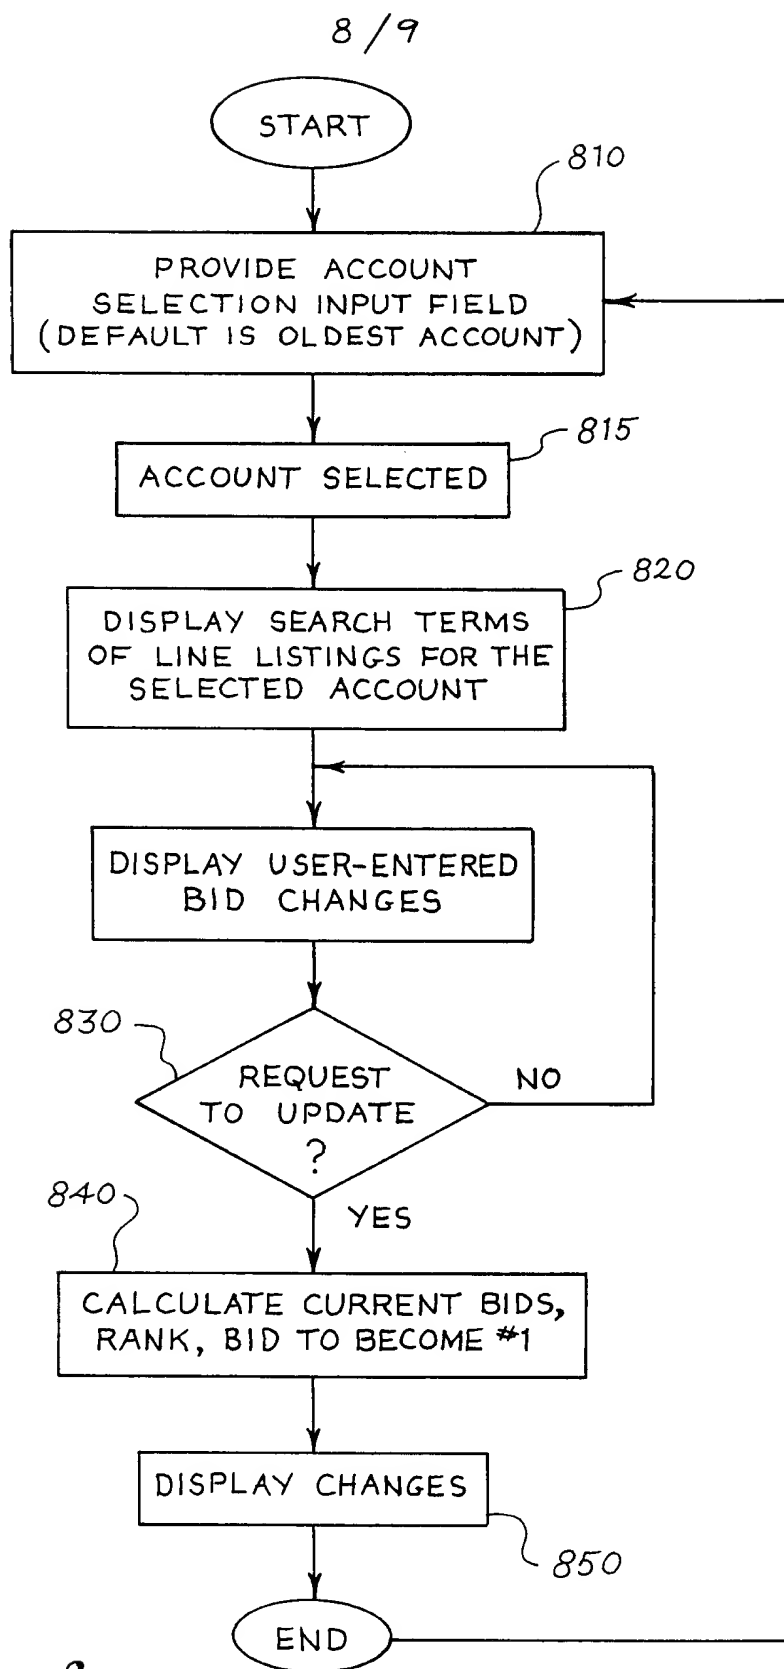 8/9
START
810
PROVIDE ACCOUNT
SELECTION INPUT FIELD
(DEFAULT IS OLDEST ACCOUNT)
815
ACCOUNT SELECTED
820
DISPLAY SEARCH TERMS
OF LINE LISTINGS FOR THE
SELECTED ACCOUNT
DISPLAY USER-ENTERED
BID CHANGES
830
REQUEST
TO UPDATE
?
NO
YES
840
CALCULATE CURRENT BIDS,
RANK, BID TO BECOME #1
DISPLAY CHANGES
850
END